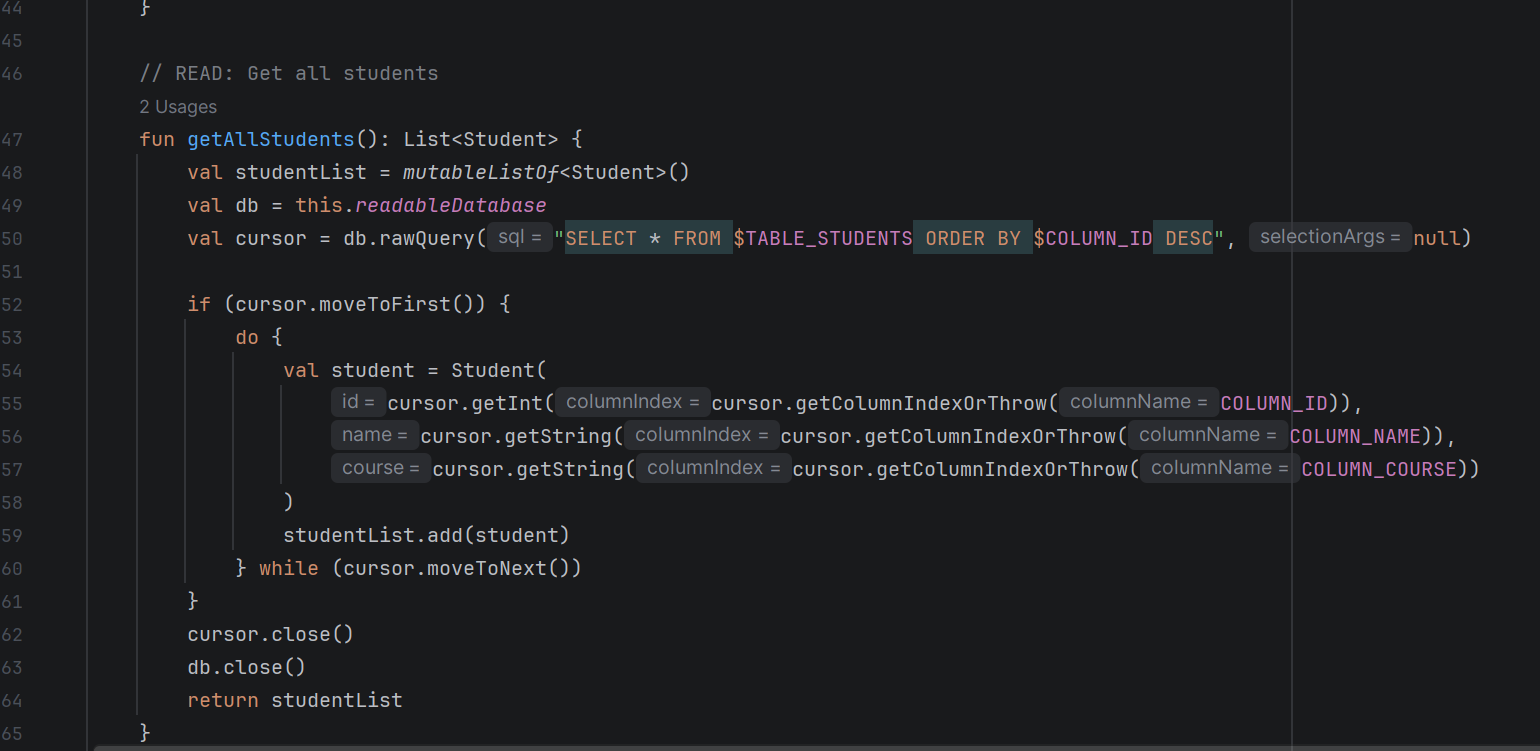 44 }
45
46 // READ: Get all students
2 Usages
47 fun getAllStudents(): List<Student> {
48 val studentList = mutableListOf<Student>()
49 val db = this.readableDatabase
50 val cursor = db.rawQuery( sql = "SELECT * FROM $TABLE_STUDENTS ORDER BY $COLUMN_ID DESC", selectionArgs = null)
51
52 if (cursor.moveToFirst()) {
53 do {
54 val student = Student(
55 id = cursor.getInt( columnIndex = cursor.getColumnIndexOrThrow( columnName = COLUMN_ID)),
56 name = cursor.getString( columnIndex = cursor.getColumnIndexOrThrow( columnName = COLUMN_NAME)),
57 course = cursor.getString( columnIndex = cursor.getColumnIndexOrThrow( columnName = COLUMN_COURSE))
58 )
59 studentList.add(student)
60 } while (cursor.moveToNext())
61 }
62 cursor.close()
63 db.close()
64 return studentList
65 }